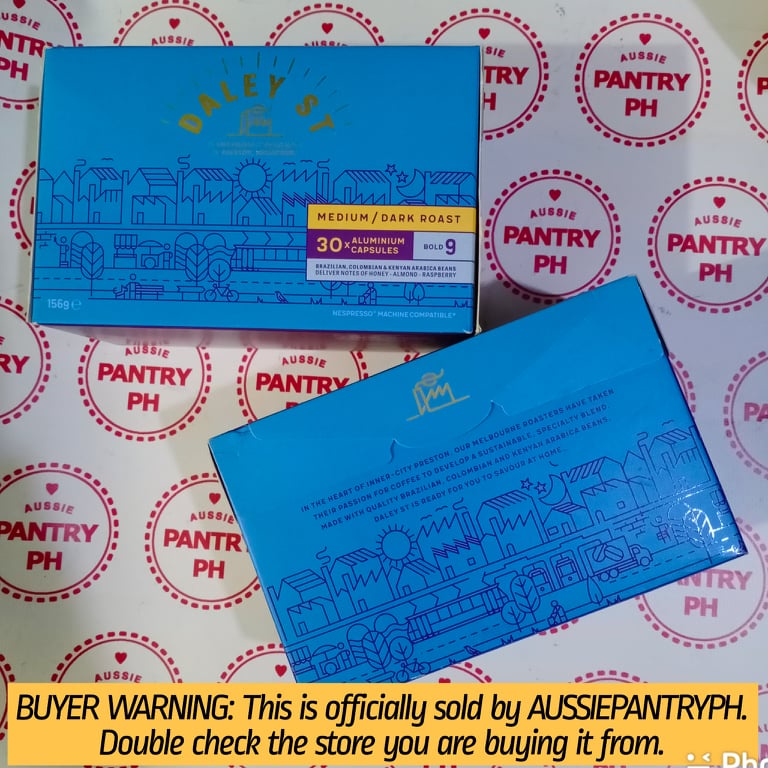 AUSSIE
PANTRY
PH
DALEY ST
MEDIUM/DARK ROAST
30x ALUMINIUM
CAPSULES
BOLD 9
BRAZILIAN, COLOMBIAN & KENYAN ARABICA BEANS
DELIVER NOTES OF HONEY · ALMOND · RASPBERRY
156g e
NESPRESSO® MACHINE COMPATIBLE*
IN THE HEART OF INNER-CITY PRESTON, OUR MELBOURNE ROASTERS HAVE TAKEN
THEIR PASSION FOR COFFEE TO DEVELOP A SUSTAINABLE, SPECIALTY BLEND.
MADE WITH QUALITY BRAZILIAN, COLOMBIAN AND KENYAN ARABICA BEANS,
DALEY ST IS READY FOR YOU TO SAVOUR AT HOME.
BUYER WARNING: This is officially sold by AUSSIEPANTRYPH.
Double check the store you are buying it from.